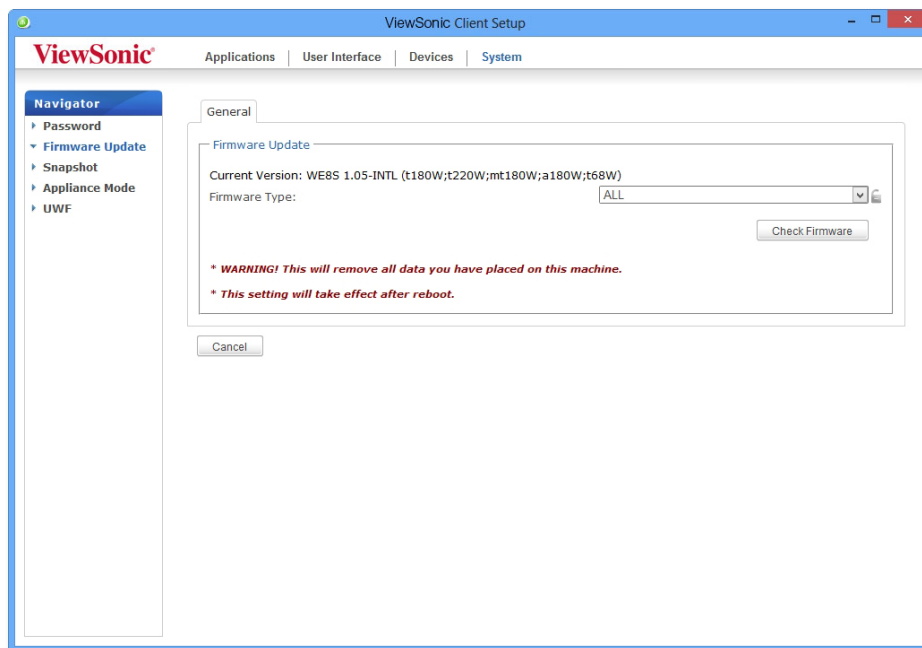 ViewSonic Client Setup
ViewSonic®
Applications
User Interface
Devices
System
Navigator
Password
Firmware Update
Snapshot
Appliance Mode
UWF
General
Firmware Update
Current Version: WE8S 1.05-INTL (t180W;t220W;mt180W;a180W;t68W)
Firmware Type:
ALL
Check Firmware
* WARNING! This will remove all data you have placed on this machine.
* This setting will take effect after reboot.
Cancel